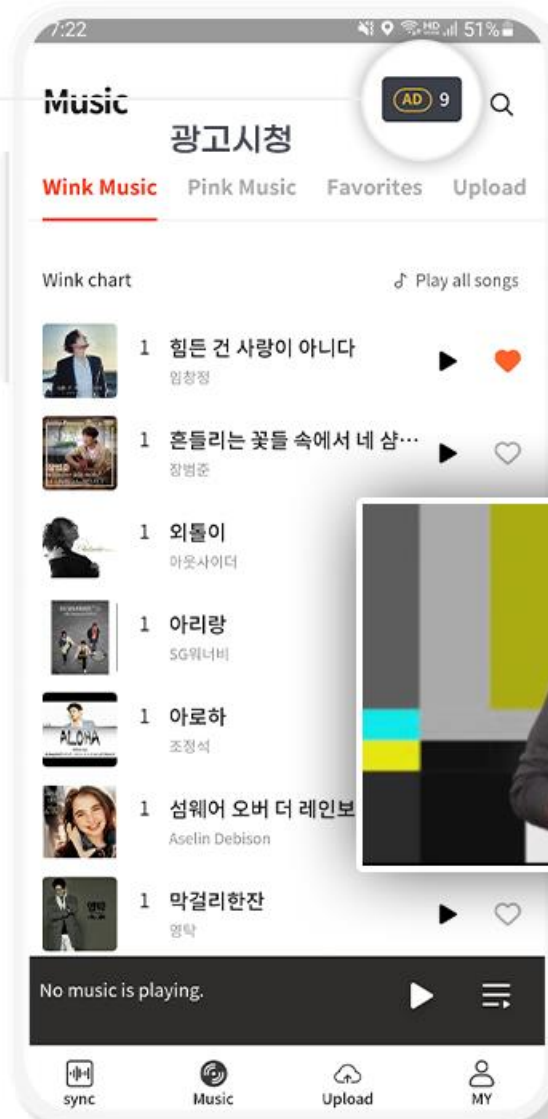 7:22 HD 51%
Music
AD 9
광고시청
Wink Music Pink Music Favorites Upload
Wink chart
Play all songs
1 힘든 건 사랑이 아니다
임창정
1 흔들리는 꽃들 속에서 네 샴…
장범준
1 외톨이
아웃사이더
1 아리랑
SG워너비
ALOHA
1 아로하
조정석
1 섬웨어 오버 더 레인보
Aselin Debison
영탁
1 막걸리한잔
영탁
No music is playing.
sync Music Upload MY